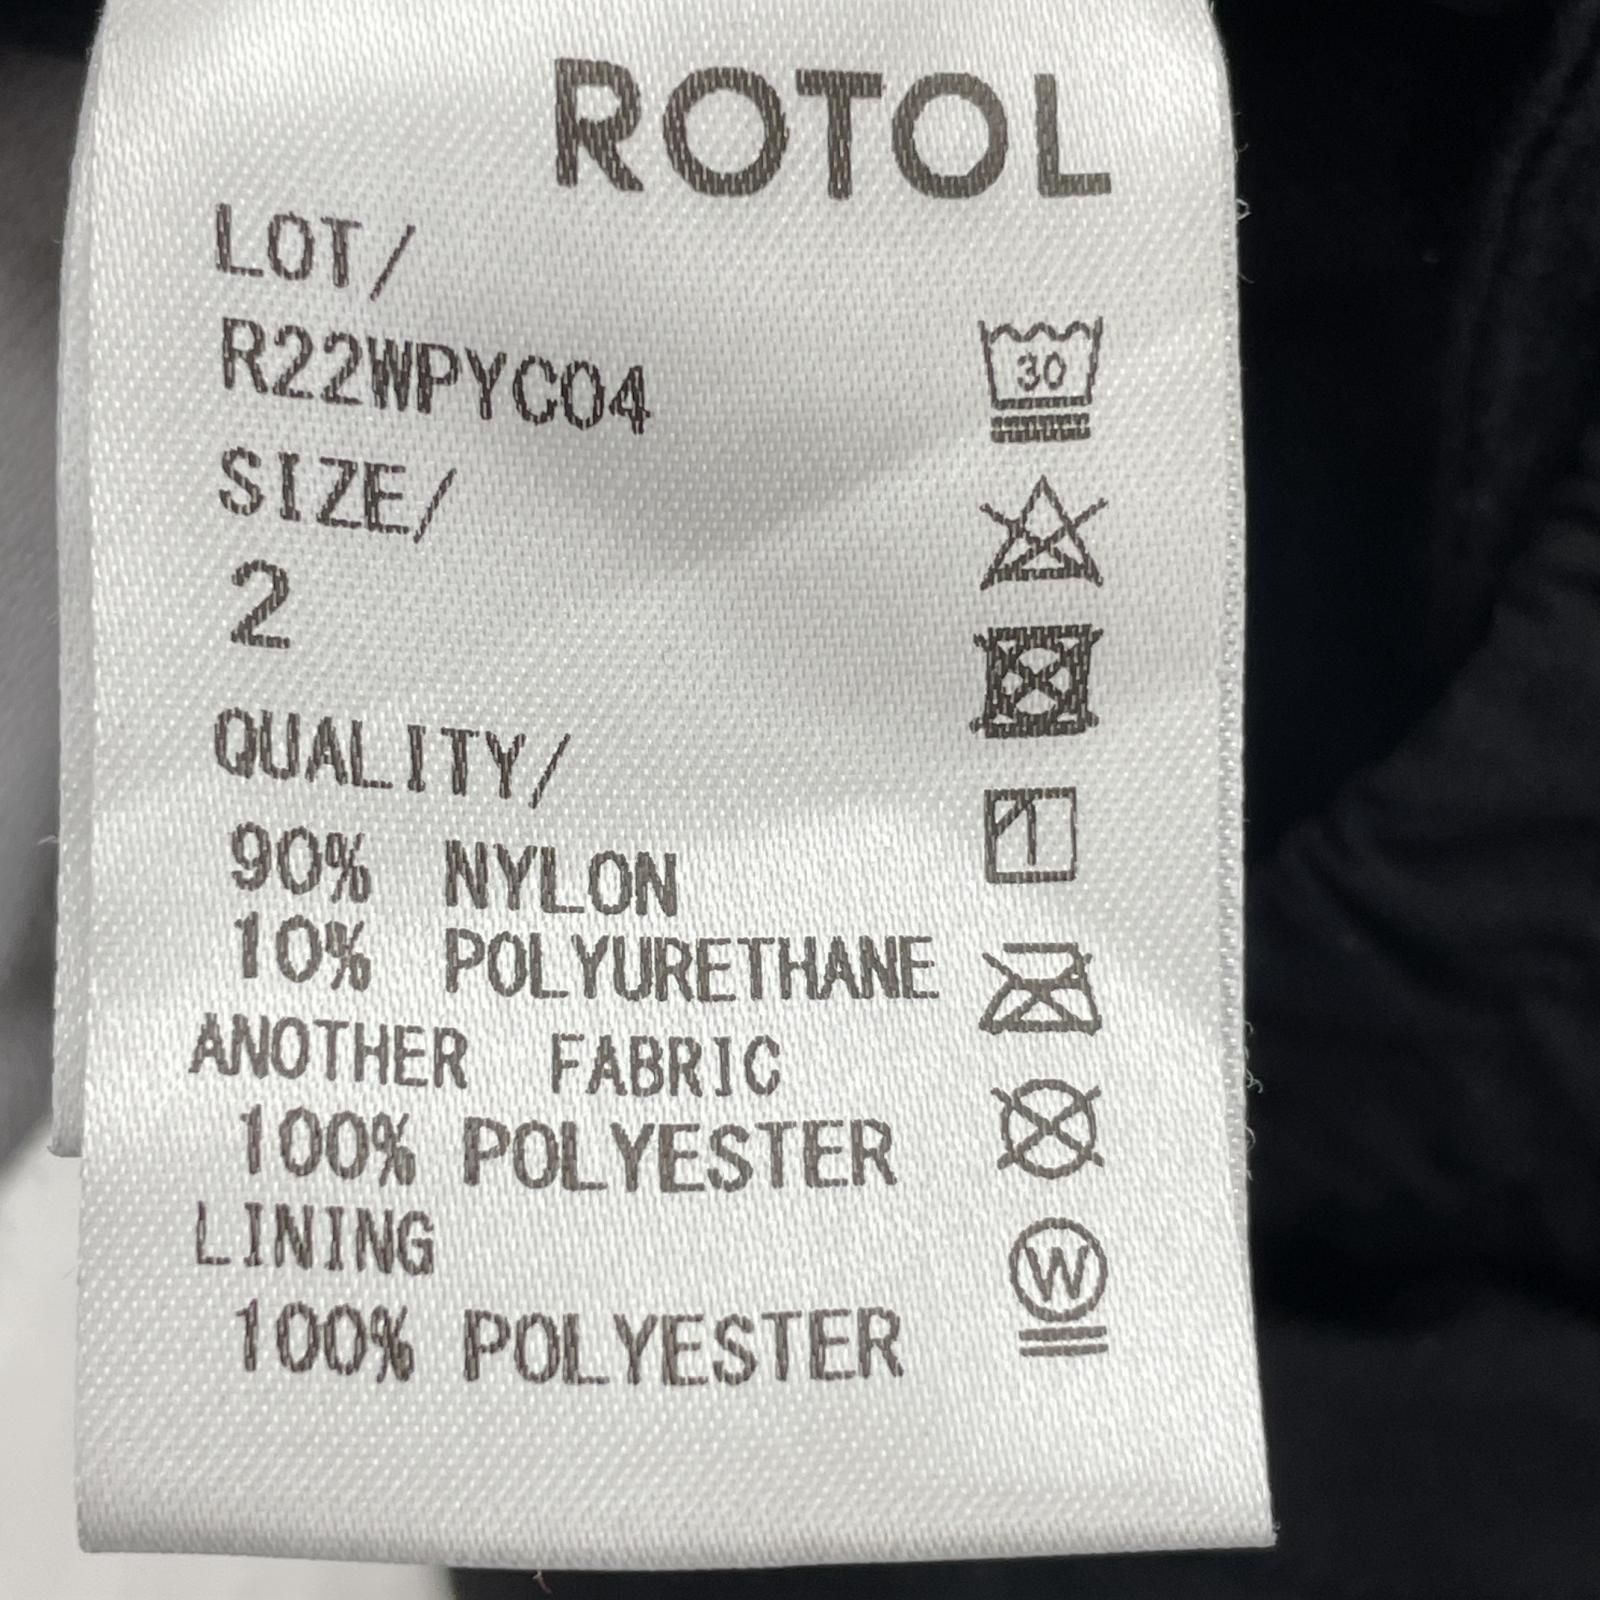 ROTOL
LOT/
R22WPYC04
SIZE/
2
QUALITY/
90% NYLON
10% POLYURETHANE
ANOTHER FABRIC
100% POLYESTER
LINING
100% POLYESTER
30
W